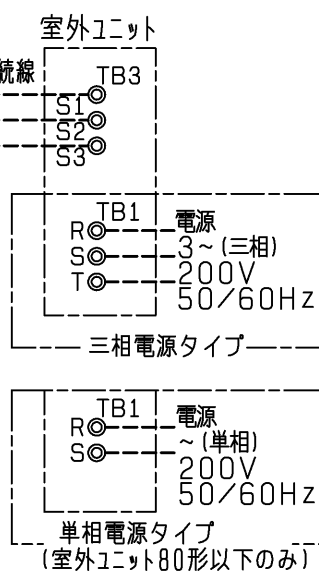 室外ユニット
続線
TB3
S1
S2
S3
TB1
R
S
T
電源
3~(三相)
200V
50/60Hz
三相電源タイプ
TB1
R
S
電源
~(単相)
200V
50/60Hz
単相電源タイプ
(室外ユニット80形以下のみ)